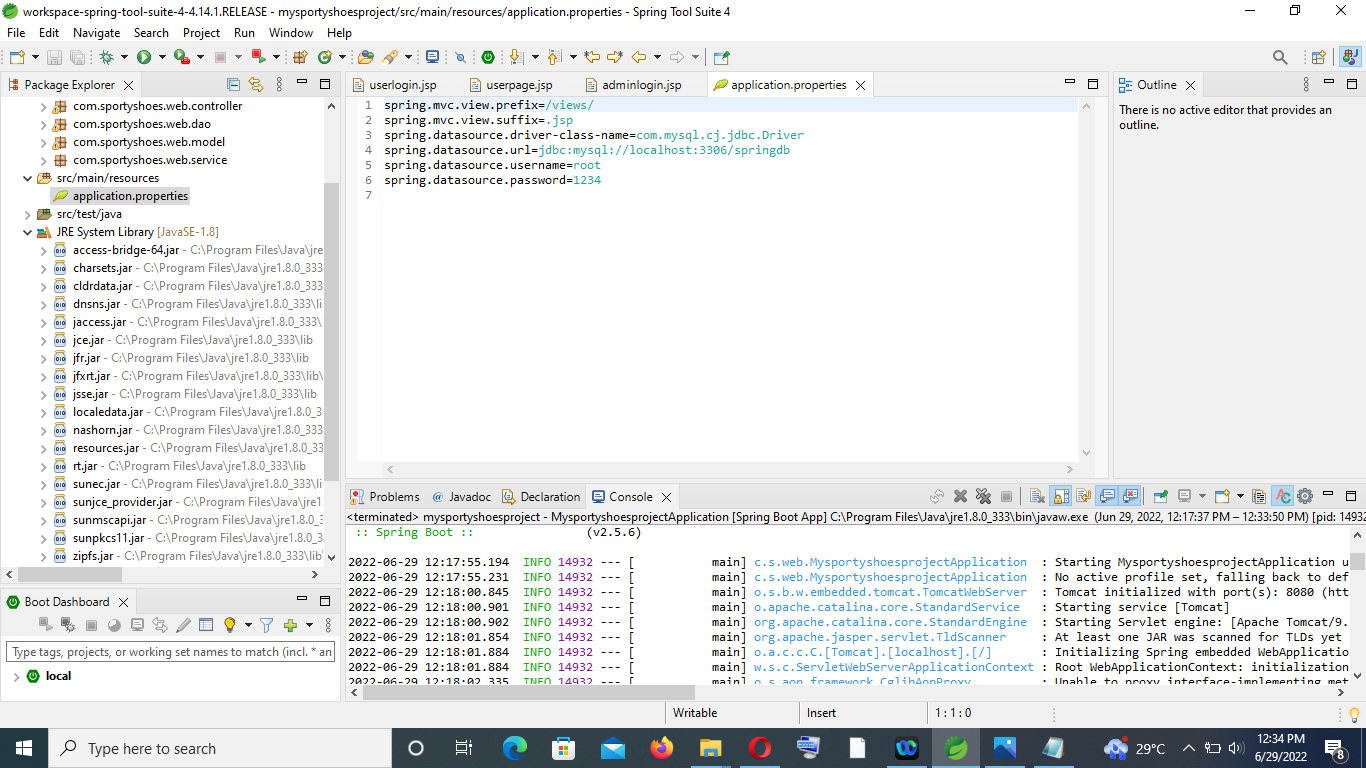 workspace-spring-tool-suite-4-4.14.1.RELEASE - mysportyshoesproject/src/main/resources/application.properties - Spring Tool Suite 4
File Edit Navigate Search Project Run Window Help
Package Explorer
com.sportyshoes.web.controller
com.sportyshoes.web.dao
com.sportyshoes.web.model
com.sportyshoes.web.service
src/main/resources
application.properties
src/test/java
JRE System Library [JavaSE-1.8]
access-bridge-64.jar - C:\Program Files\Java\jre
charsets.jar - C:\Program Files\Java\jre1.8.0_333
cldrdata.jar - C:\Program Files\Java\jre1.8.0_333
dnsns.jar - C:\Program Files\Java\jre1.8.0_333\li
jaccess.jar - C:\Program Files\Java\jre1.8.0_333\
jce.jar - C:\Program Files\Java\jre1.8.0_333\lib
jfr.jar - C:\Program Files\Java\jre1.8.0_333\lib
jfxrt.jar - C:\Program Files\Java\jre1.8.0_333\lib\
jsse.jar - C:\Program Files\Java\jre1.8.0_333\lib
localedata.jar - C:\Program Files\Java\jre1.8.0_3
nashorn.jar - C:\Program Files\Java\jre1.8.0_333
resources.jar - C:\Program Files\Java\jre1.8.0_33
rt.jar - C:\Program Files\Java\jre1.8.0_333\lib
sunec.jar - C:\Program Files\Java\jre1.8.0_333\lib
sunjce_provider.jar - C:\Program Files\Java\jre1
sunmscapi.jar - C:\Program Files\Java\jre1.8.0_3
sunpkcs11.jar - C:\Program Files\Java\jre1.8.0_3
zipfs.jar - C:\Program Files\Java\jre1.8.0_333\lib
Boot Dashboard
Type tags, projects, or working set names to match (incl. * an
local
userlogin.jsp userpage.jsp adminlogin.jsp application.properties
1 spring.mvc.view.prefix=/views/
2 spring.mvc.view.suffix=.jsp
3 spring.datasource.driver-class-name=com.mysql.cj.jdbc.Driver
4 spring.datasource.url=jdbc:mysql://localhost:3306/springdb
5 spring.datasource.username=root
6 spring.datasource.password=1234
7
Outline
There is no active editor that provides an
outline.
Problems @ Javadoc Declaration Console
<terminated> mysportyshoesproject - MysportyshoesprojectApplication [Spring Boot App] C:\Program Files\Java\jre1.8.0_333\bin\javaw.exe (Jun 29, 2022, 12:17:37 PM – 12:33:50 PM) [pid: 14932
:: Spring Boot :: (v2.5.6)
2022-06-29 12:17:55.194 INFO 14932 --- [ main] c.s.web.MysportyshoesprojectApplication : Starting MysportyshoesprojectApplication u
2022-06-29 12:17:55.231 INFO 14932 --- [ main] c.s.web.MysportyshoesprojectApplication : No active profile set, falling back to def
2022-06-29 12:18:00.845 INFO 14932 --- [ main] o.s.b.w.embedded.tomcat.TomcatWebServer : Tomcat initialized with port(s): 8080 (htt
2022-06-29 12:18:00.901 INFO 14932 --- [ main] o.apache.catalina.core.StandardService : Starting service [Tomcat]
2022-06-29 12:18:00.902 INFO 14932 --- [ main] org.apache.catalina.core.StandardEngine : Starting Servlet engine: [Apache Tomcat/9.
2022-06-29 12:18:01.854 INFO 14932 --- [ main] org.apache.jasper.servlet.TldScanner : At least one JAR was scanned for TLDs yet
2022-06-29 12:18:01.884 INFO 14932 --- [ main] o.a.c.c.C.[Tomcat].[localhost].[/] : Initializing Spring embedded WebApplicatio
2022-06-29 12:18:01.884 INFO 14932 --- [ main] w.s.c.ServletWebServerApplicationContext : Root WebApplicationContext: initialization
2022-06-29 12:18:02.335 INFO 14932 --- [ main] o.s.aop.framework.CglibAopProxy : Unable to proxy interface-implementing met
Writable Insert 1 : 1 : 0
Type here to search
29°C
12:34 PM
6/29/2022
8